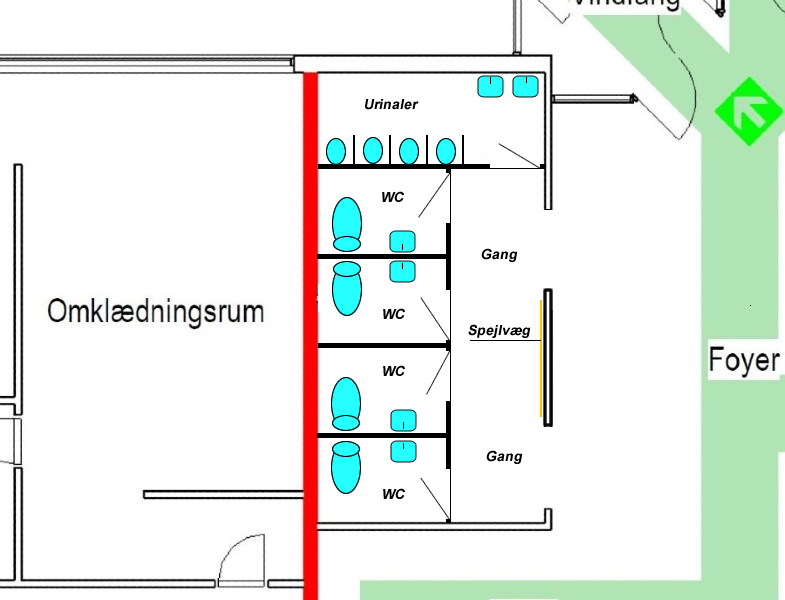 Vindfang
Urinaler
WC
Gang
Omklædningsrum
WC
Spejlvæg
Foyer
WC
Gang
WC